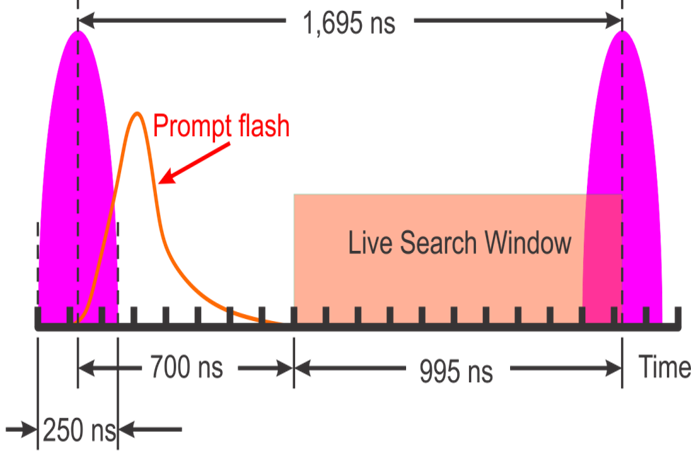 1,695 ns
Prompt flash
Live Search Window
700 ns
995 ns
Time
250 ns